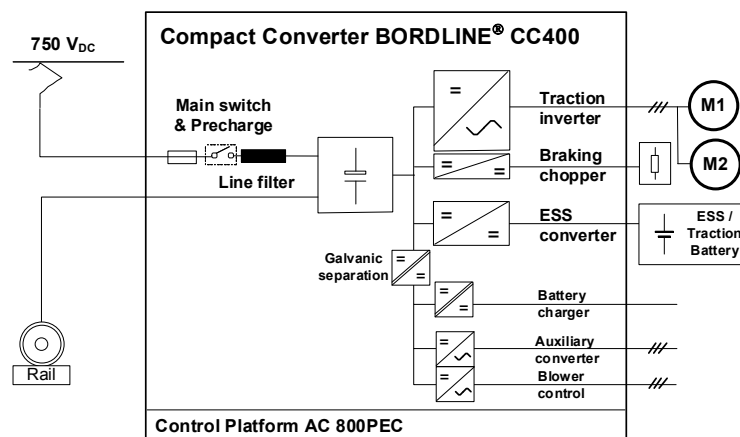 Compact Converter BORDLINE® CC400
750 VDC
Main switch
& Precharge
Line filter
Traction
inverter
M1
M2
Braking
chopper
ESS
converter
ESS /
Traction
Battery
Galvanic
separation
Battery
charger
Auxiliary
converter
Blower
control
Rail
Control Platform AC 800PEC